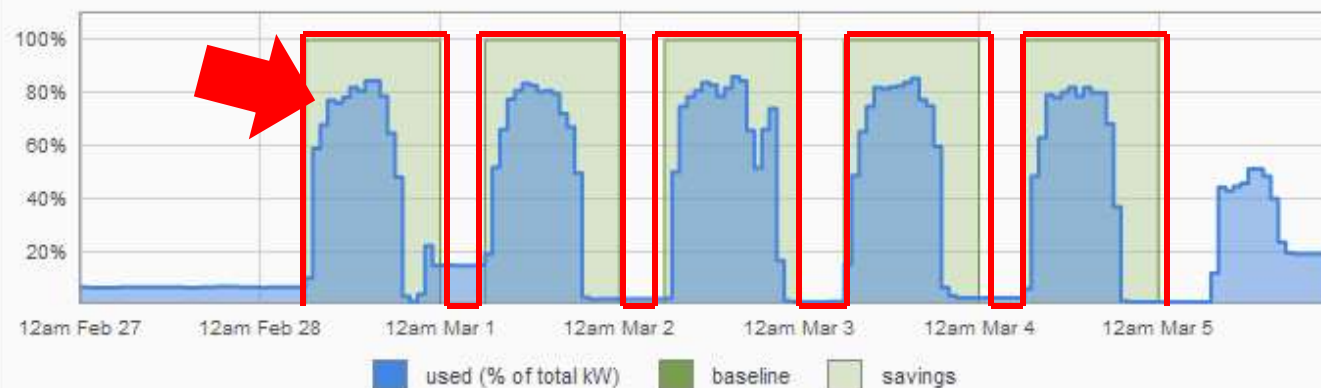 100%
80%
60%
40%
20%
12am Feb 27 12am Feb 28 12am Mar 1 12am Mar 2 12am Mar 3 12am Mar 4 12am Mar 5
used (% of total kW) baseline savings